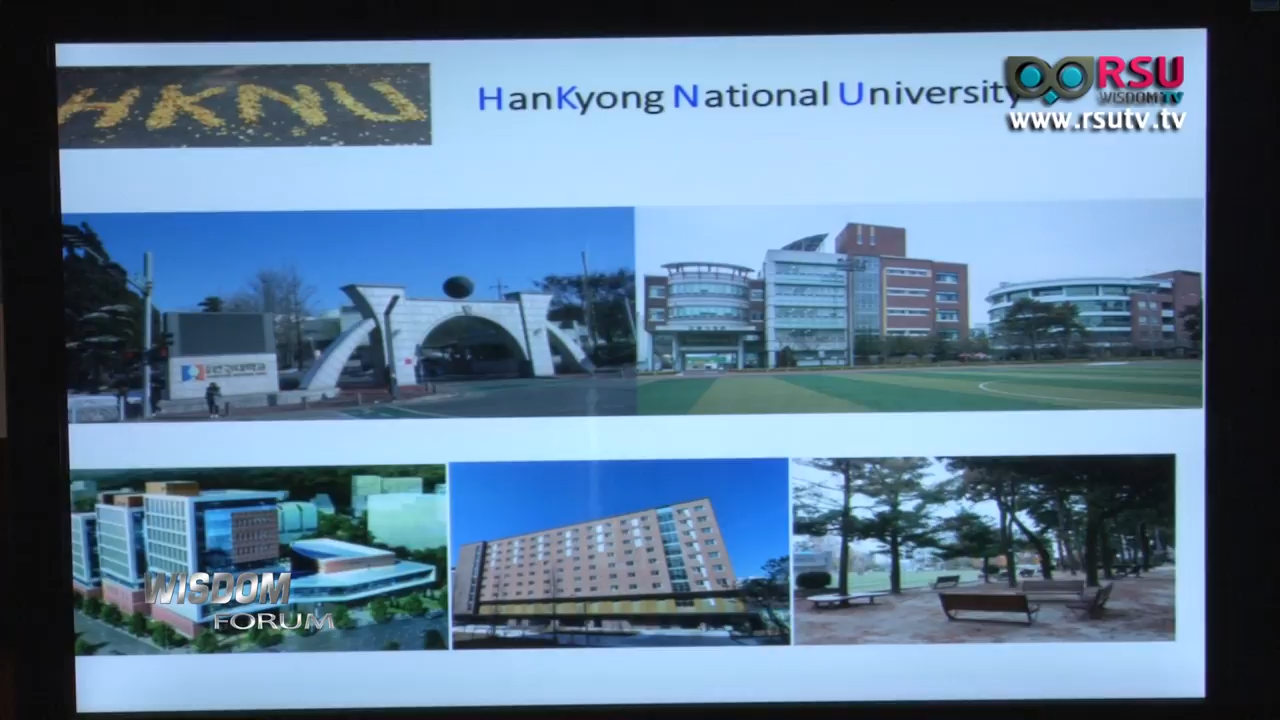 HKNU
HanKyong National University
RSU
WISDOM TV
www.rsutv.tv
WISDOM
FORUM